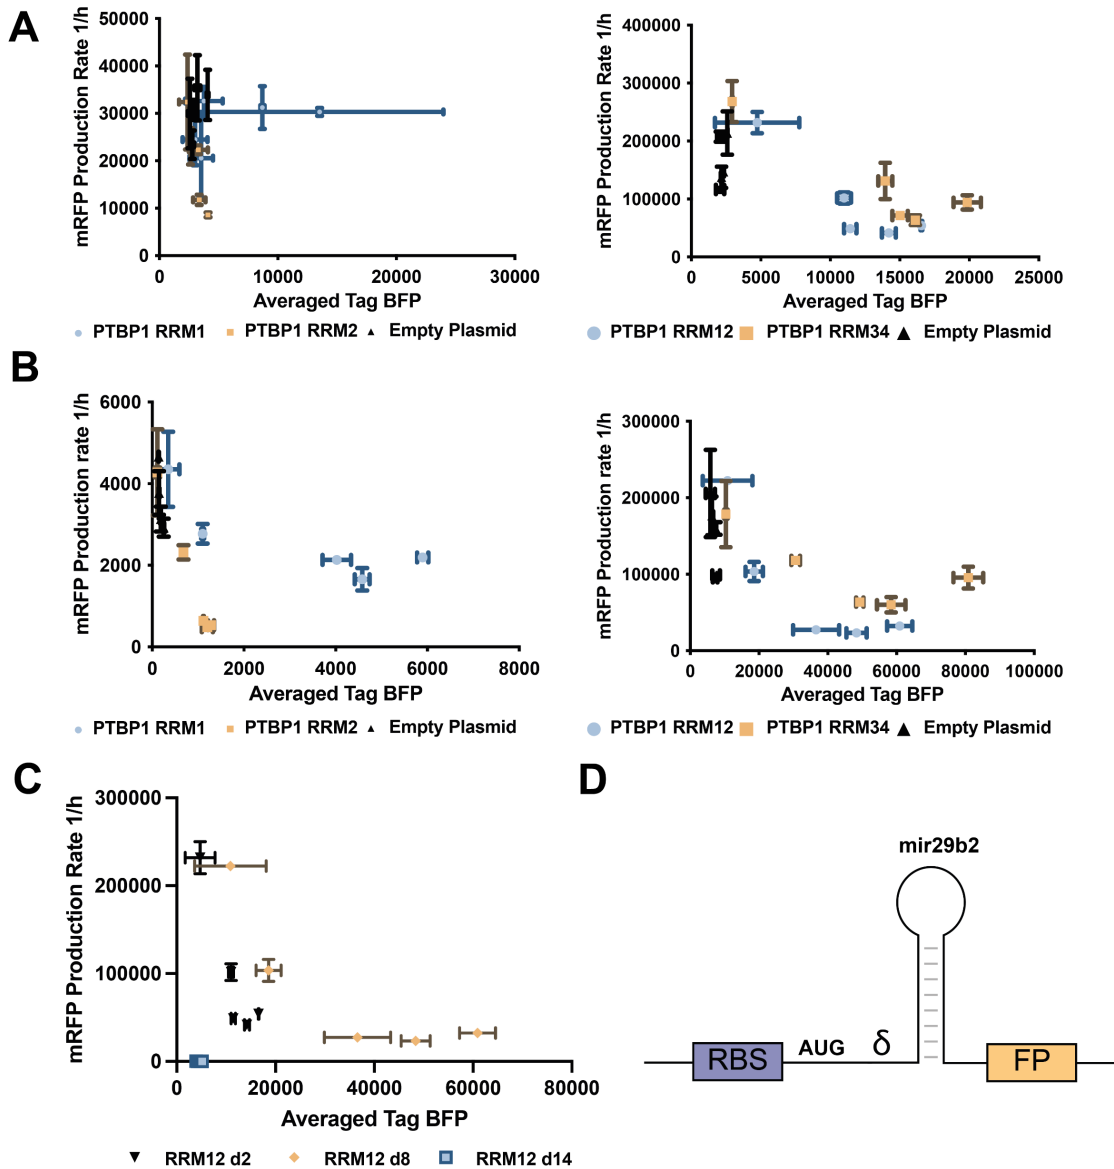 A
mRFP Production Rate 1/h
50000
40000
30000
20000
10000
0
0 10000 20000 30000
Averaged Tag BFP
PTBP1 RRM1 PTBP1 RRM2 Empty Plasmid
mRFP Production Rate 1/h
400000
300000
200000
100000
0
0 5000 10000 15000 20000 25000
Averaged Tag BFP
PTBP1 RRM12 PTBP1 RRM34 Empty Plasmid
B
mRFP Production rate 1/h
6000
4000
2000
0
0 2000 4000 6000 8000
Averaged Tag BFP
PTBP1 RRM1 PTBP1 RRM2 Empty Plasmid
mRFP Production rate 1/h
300000
200000
100000
0
0 20000 40000 60000 80000 100000
Averaged Tag BFP
PTBP1 RRM12 PTBP1 RRM34 Empty Plasmid
C
mRFP Production Rate 1/h
300000
200000
100000
0
0 20000 40000 60000 80000
Averaged Tag BFP
RRM12 d2 RRM12 d8 RRM12 d14
D
mir29b2
RBS AUG δ FP